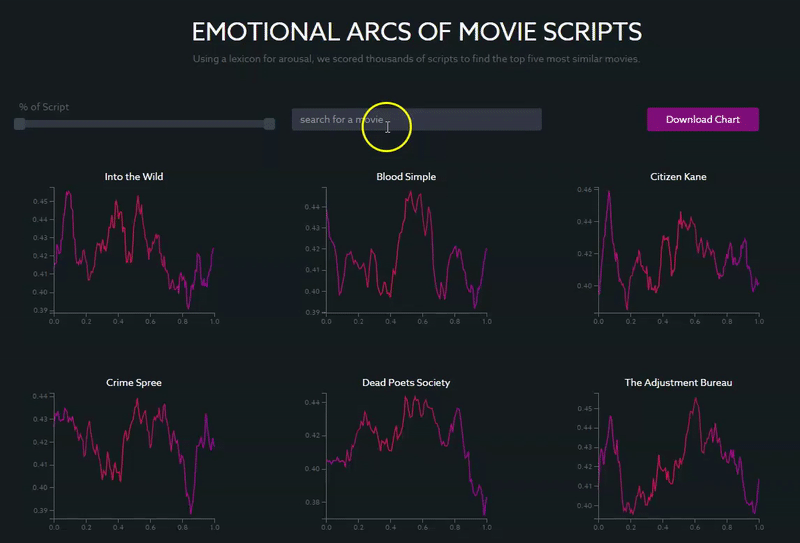 EMOTIONAL ARCS OF MOVIE SCRIPTS
Using a lexicon for arousal, we scored thousands of scripts to find the top five most similar movies.
% of Script
search for a movie
Download Chart
Into the Wild
0.45
0.44
0.43
0.42
0.41
0.40
0.39
0.0 0.2 0.4 0.6 0.8 1.0
Blood Simple
0.44
0.43
0.42
0.41
0.40
0.39
0.0 0.2 0.4 0.6 0.8 1.0
Citizen Kane
0.46
0.44
0.42
0.40
0.0 0.2 0.4 0.6 0.8 1.0
Crime Spree
0.44
0.43
0.42
0.41
0.40
0.39
0.0 0.2 0.4 0.6 0.8 1.0
Dead Poets Society
0.44
0.42
0.40
0.38
0.0 0.2 0.4 0.6 0.8 1.0
The Adjustment Bureau
0.45
0.44
0.43
0.42
0.41
0.40
0.0 0.2 0.4 0.6 0.8 1.0